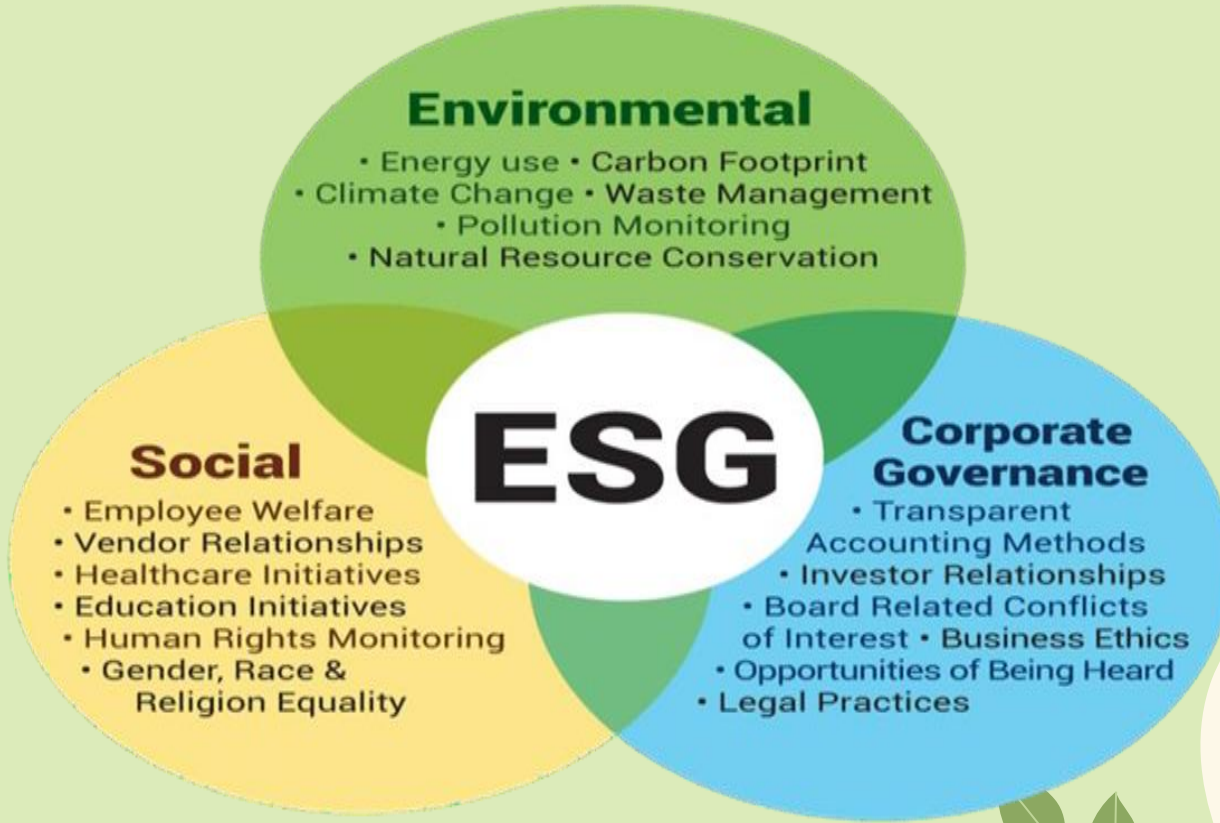 Environmental
• Energy use • Carbon Footprint
• Climate Change • Waste Management
• Pollution Monitoring
• Natural Resource Conservation
ESG
Social
• Employee Welfare
• Vendor Relationships
• Healthcare Initiatives
• Education Initiatives
• Human Rights Monitoring
• Gender, Race &
Religion Equality
Corporate
Governance
• Transparent
Accounting Methods
• Investor Relationships
• Board Related Conflicts
of Interest • Business Ethics
• Opportunities of Being Heard
• Legal Practices